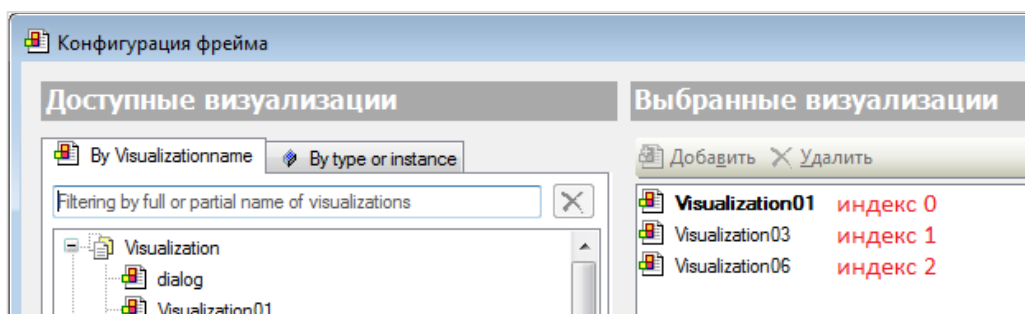 Конфигурация фрейма
Доступные визуализации
By Visualizationname
By type or instance
Filtering by full or partial name of visualizations
Visualization
dialog
Visualization01
Выбранные визуализации
Добавить Удалить
Visualization01 индекс 0
Visualization03 индекс 1
Visualization06 индекс 2